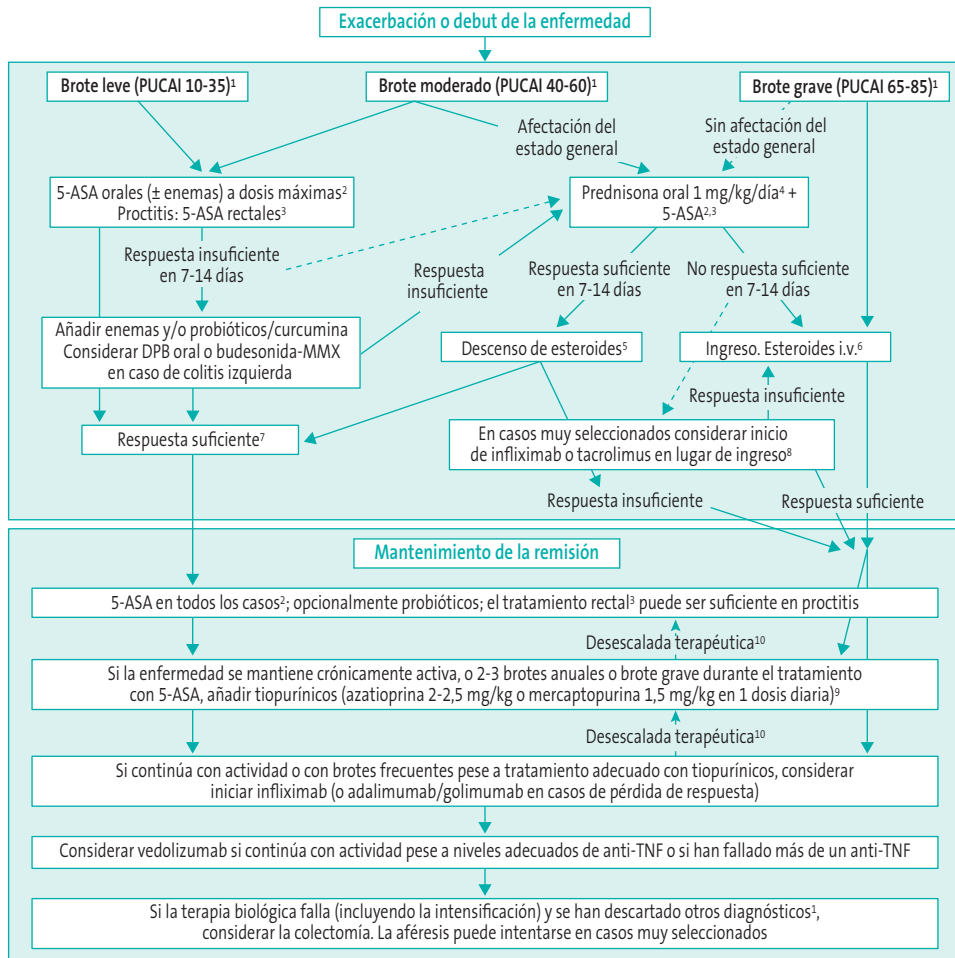 Exacerbación o debut de la enfermedad
Brote leve (PUCAI 10-35)¹
Brote moderado (PUCAI 40-60)¹
Brote grave (PUCAI 65-85)¹
Afectación del
estado general
Sin afectación del
estado general
5-ASA orales (± enemas) a dosis máximas²
Proctitis: 5-ASA rectales³
Prednisona oral 1 mg/kg/día⁴ +
5-ASA²,³
Respuesta insuficiente
en 7-14 días
Respuesta
insuficiente
Respuesta suficiente
en 7-14 días
No respuesta suficiente
en 7-14 días
Añadir enemas y/o probióticos/curcumina
Considerar DPB oral o budesonida-MMX
en caso de colitis izquierda
Descenso de esteroides⁵
Ingreso. Esteroides i.v.⁶
Respuesta insuficiente
Respuesta suficiente⁷
En casos muy seleccionados considerar inicio
de infliximab o tacrolimus en lugar de ingreso⁸
Respuesta insuficiente
Respuesta suficiente
Mantenimiento de la remisión
5-ASA en todos los casos²; opcionalmente probióticos; el tratamiento rectal³ puede ser suficiente en proctitis
Desescalada terapéutica¹⁰
Si la enfermedad se mantiene crónicamente activa, o 2-3 brotes anuales o brote grave durante el tratamiento
con 5-ASA, añadir tiopurínicos (azatioprina 2-2,5 mg/kg o mercaptopurina 1,5 mg/kg en 1 dosis diaria)⁹
Desescalada terapéutica¹⁰
Si continúa con actividad o con brotes frecuentes pese a tratamiento adecuado con tiopurínicos, considerar
iniciar infliximab (o adalimumab/golimumab en casos de pérdida de respuesta)
Considerar vedolizumab si continúa con actividad pese a niveles adecuados de anti-TNF o si han fallado más de un anti-TNF
Si la terapia biológica falla (incluyendo la intensificación) y se han descartado otros diagnósticos¹,
considerar la colectomía. La aféresis puede intentarse en casos muy seleccionados